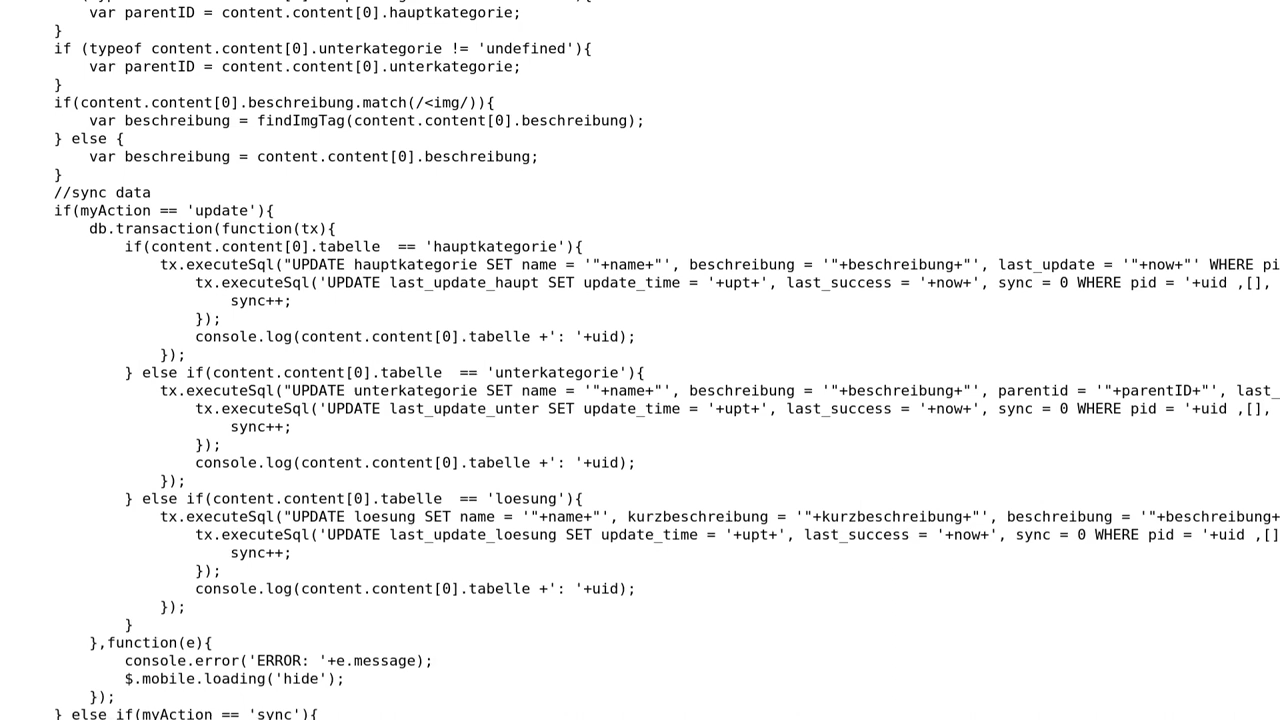 var parentID = content.content[0].hauptkategorie;
}
if (typeof content.content[0].unterkategorie != 'undefined'){
var parentID = content.content[0].unterkategorie;
}
if(content.content[0].beschreibung.match(/<img/)){
var beschreibung = findImgTag(content.content[0].beschreibung);
} else {
var beschreibung = content.content[0].beschreibung;
}
//sync data
if(myAction == 'update'){
db.transaction(function(tx){
if(content.content[0].tabelle  == 'hauptkategorie'){
tx.executeSql("UPDATE hauptkategorie SET name = '"+name+"', beschreibung = '"+beschreibung+"', last_update = '"+now+"' WHERE pi
tx.executeSql('UPDATE last_update_haupt SET update_time = '+upt+', last_success = '+now+', sync = 0 WHERE pid = '+uid ,[],
sync++;
});
console.log(content.content[0].tabelle +': '+uid);
});
} else if(content.content[0].tabelle  == 'unterkategorie'){
tx.executeSql("UPDATE unterkategorie SET name = '"+name+"', beschreibung = '"+beschreibung+"', parentid = '"+parentID+"', last_
tx.executeSql('UPDATE last_update_unter SET update_time = '+upt+', last_success = '+now+', sync = 0 WHERE pid = '+uid ,[],
sync++;
});
console.log(content.content[0].tabelle +': '+uid);
});
} else if(content.content[0].tabelle  == 'loesung'){
tx.executeSql("UPDATE loesung SET name = '"+name+"', kurzbeschreibung = '"+kurzbeschreibung+"', beschreibung = '"+beschreibung+
tx.executeSql('UPDATE last_update_loesung SET update_time = '+upt+', last_success = '+now+', sync = 0 WHERE pid = '+uid ,[]
sync++;
});
console.log(content.content[0].tabelle +': '+uid);
});
}
},function(e){
console.error('ERROR: '+e.message);
$.mobile.loading('hide');
});
} else if(myAction == 'sync'){